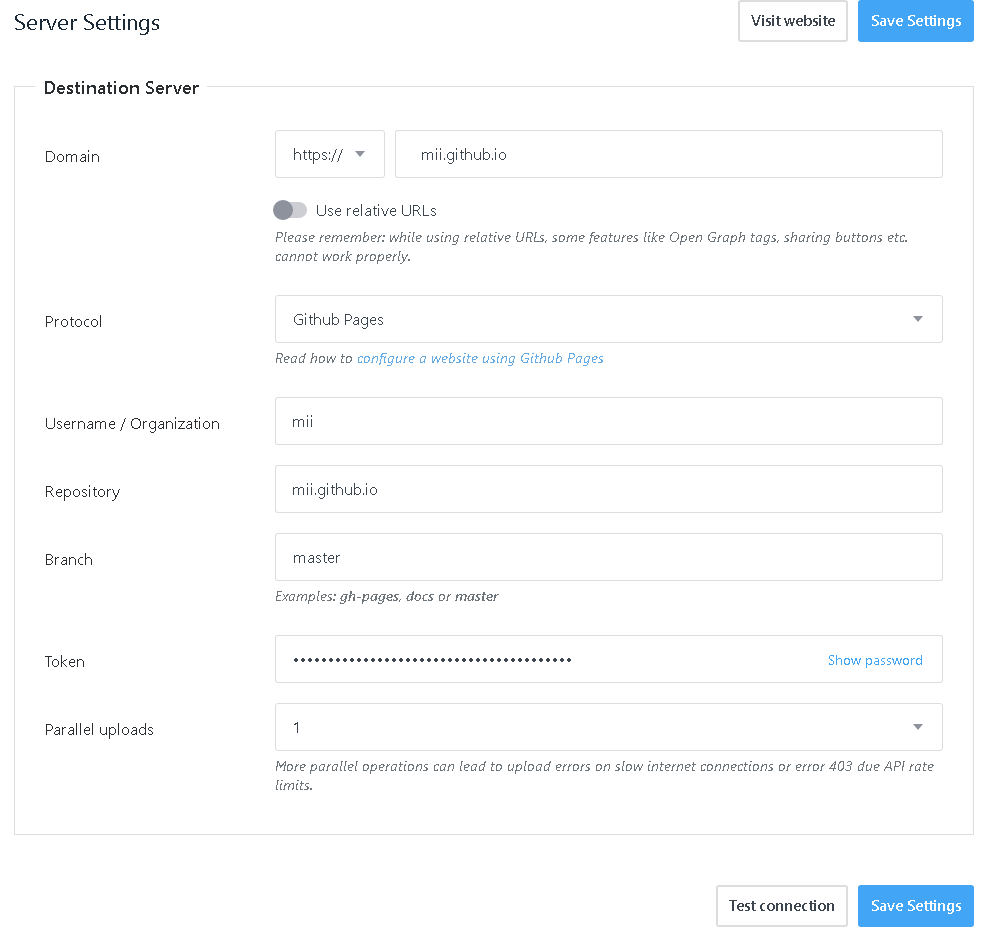 Server Settings
Visit website
Save Settings
Destination Server
Domain
https://
mii.github.io
Use relative URLs
Please remember: while using relative URLs, some features like Open Graph tags, sharing buttons etc.
cannot work properly.
Protocol
Github Pages
Read how to configure a website using Github Pages
Username / Organization
mii
Repository
mii.github.io
Branch
master
Examples: gh-pages, docs or master
Token
••••••••••••••••••••••••••••••••••••••••
Show password
Parallel uploads
1
More parallel operations can lead to upload errors on slow internet connections or error 403 due API rate
limits.
Test connection
Save Settings